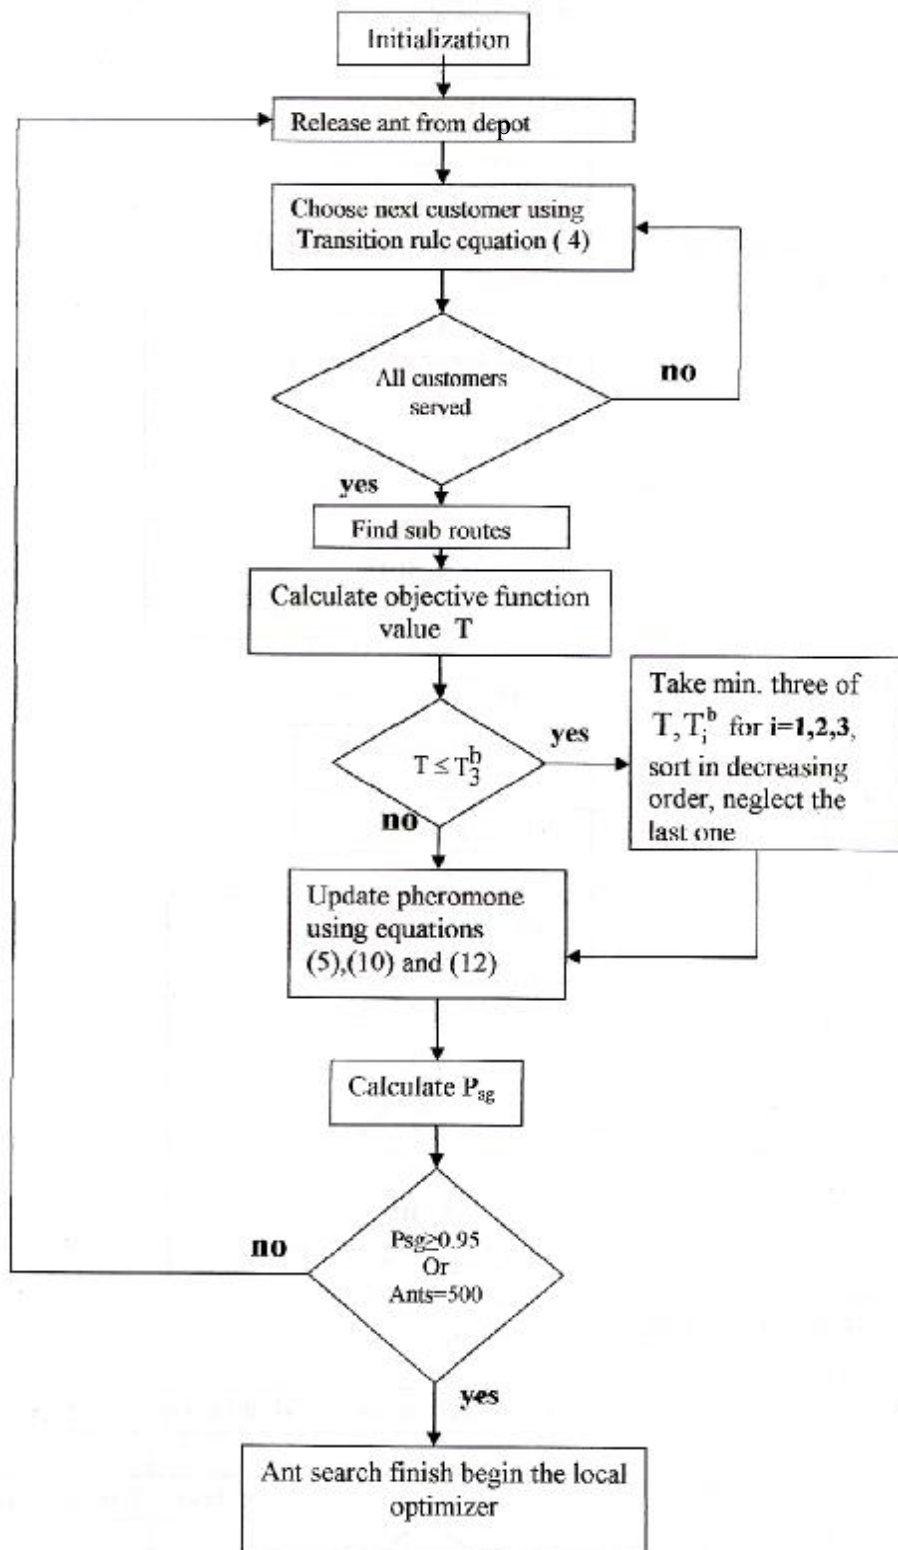 Initialization
Release ant from depot
Choose next customer using
Transition rule equation ( 4)
All customers
served
no
yes
Find sub routes
Calculate objective function
value T
Take min. three of
T, Tᵢᵇ for i=1,2,3,
sort in decreasing
order, neglect the
last one
yes
T ≤ T₃ᵇ
no
Update pheromone
using equations
(5),(10) and (12)
Calculate Pₛg
no
Psg≥0.95
Or
Ants=500
yes
Ant search finish begin the local
optimizer